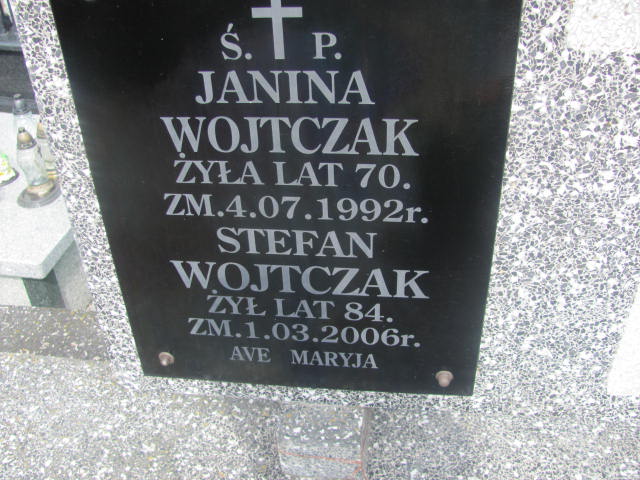 Ś. P.
JANINA
WOJTCZAK
ŻYŁA LAT 70.
ZM.4.07.1992r.
STEFAN
WOJTCZAK
ŻYŁ LAT 84.
ZM.1.03.2006r.
AVE MARYJA